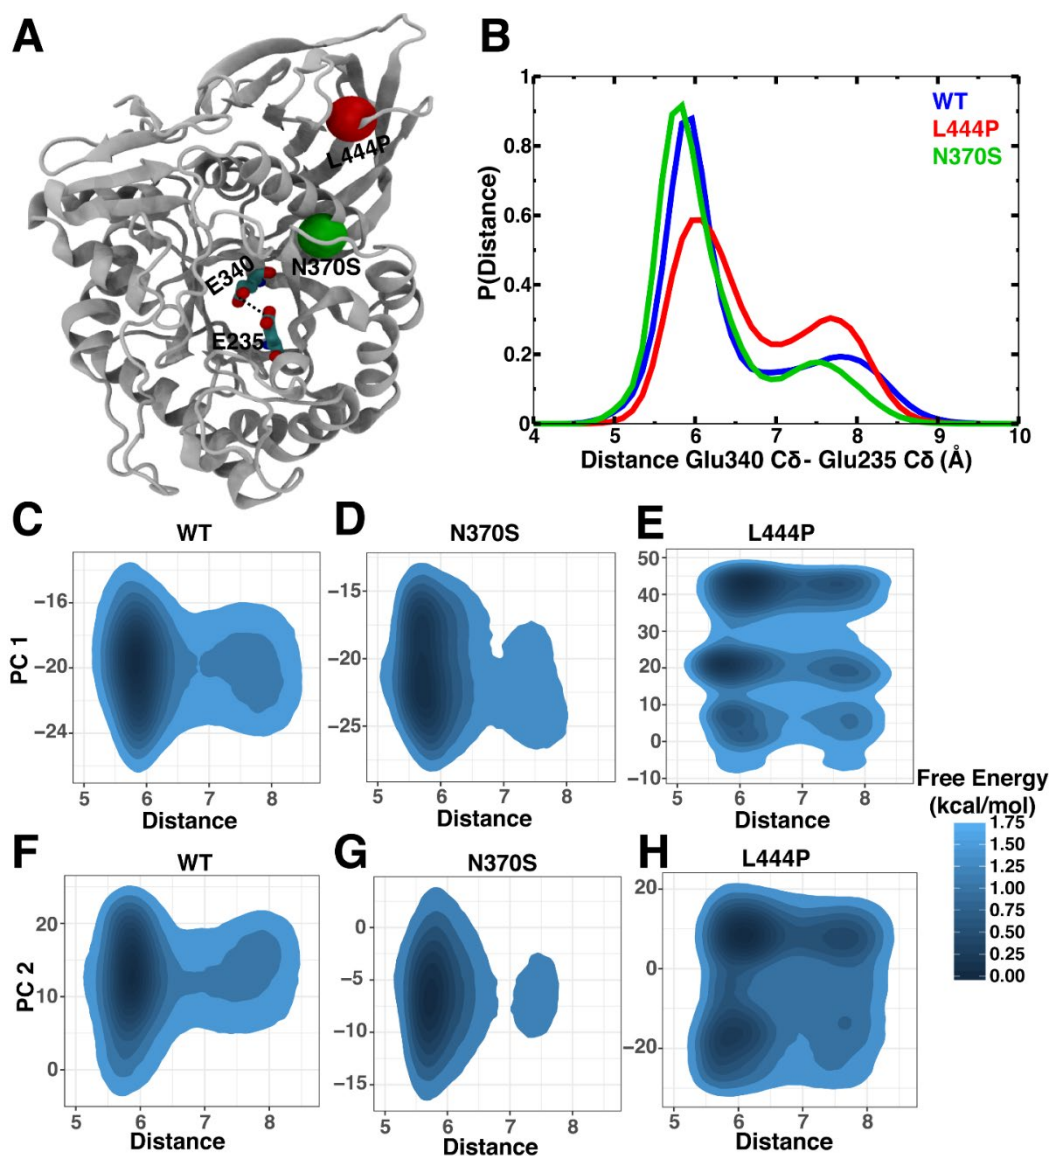 A
L444P
N370S
E340
E235
B
WT
L444P
N370S
P(Distance)
1
0.8
0.6
0.4
0.2
0
4 5 6 7 8 9 10
Distance Glu340 Cδ - Glu235 Cδ (Å)
C
WT
PC 1
−16
−20
−24
5 6 7 8
Distance
D
N370S
−15
−20
−25
5 6 7 8
Distance
E
L444P
50
40
30
20
10
0
−10
5 6 7 8
Distance
Free Energy
(kcal/mol)
1.75
1.50
1.25
1.00
0.75
0.50
0.25
0.00
F
WT
PC 2
20
10
0
5 6 7 8
Distance
G
N370S
0
−5
−10
−15
5 6 7 8
Distance
H
L444P
20
0
−20
5 6 7 8
Distance